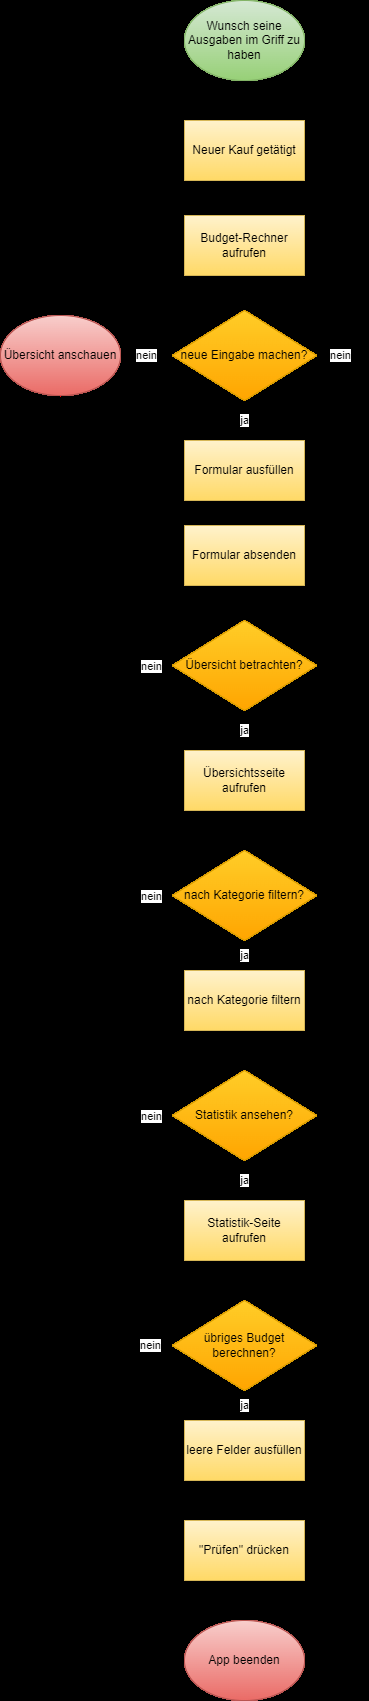 Wunsch seine
Ausgaben im Griff zu
haben
Neuer Kauf getätigt
Budget-Rechner
aufrufen
Übersicht anschauen
nein
neue Eingabe machen?
nein
ja
Formular ausfüllen
Formular absenden
nein
Übersicht betrachten?
ja
Übersichtsseite
aufrufen
nein
nach Kategorie filtern?
ja
nach Kategorie filtern
nein
Statistik ansehen?
ja
Statistik-Seite
aufrufen
nein
übriges Budget
berechnen?
ja
leere Felder ausfüllen
"Prüfen" drücken
App beenden